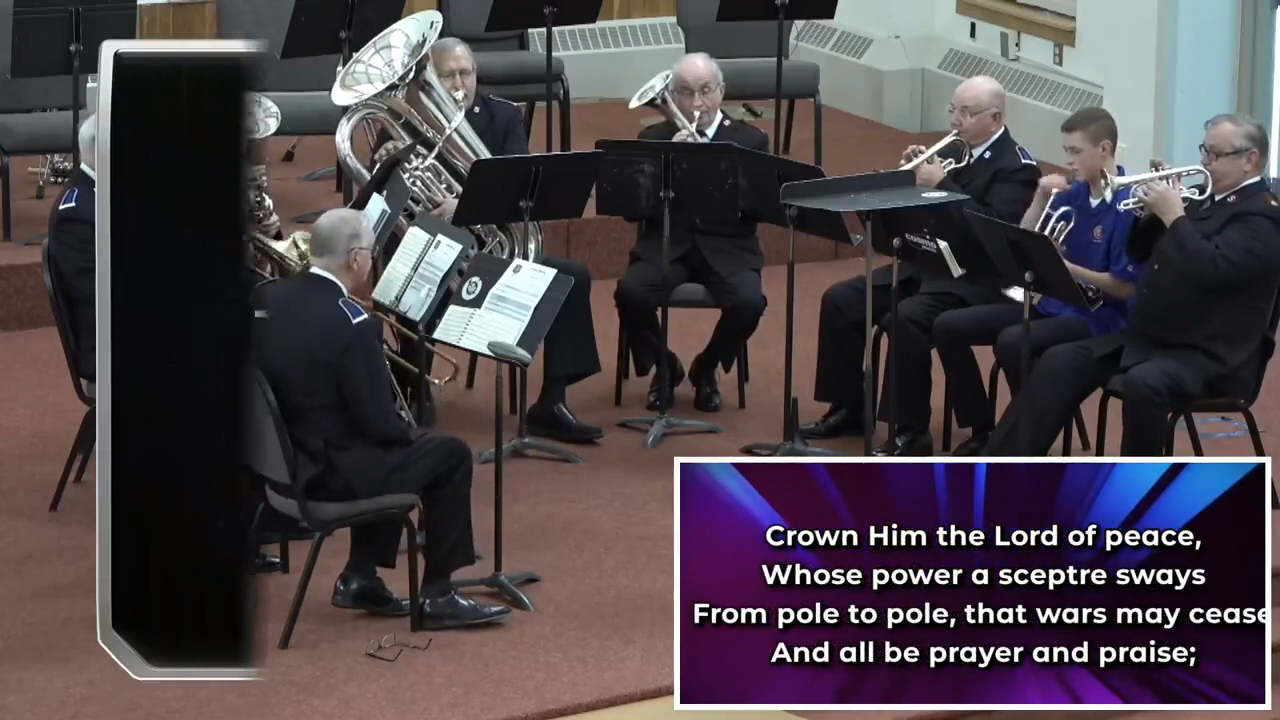 Crown Him the Lord of peace,
Whose power a sceptre sways
From pole to pole, that wars may cease
And all be prayer and praise;